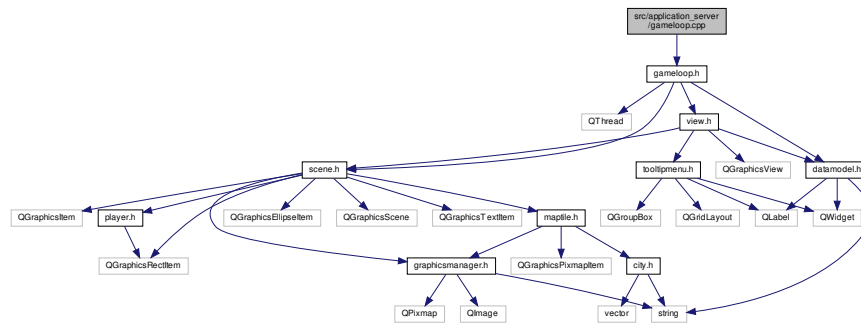 src/application_server
/gameloop.cpp
gameloop.h
QThread
view.h
scene.h
tooltipmenu.h
QGraphicsView
datamodel.h
QGraphicsItem
player.h
QGraphicsElipseItem
QGraphicsScene
QGraphicsTextItem
maptile.h
QGroupBox
QGridLayout
QLabel
QWidget
QGraphicsRectItem
graphicsmanager.h
QGraphicsPixmapItem
city.h
QPixmap
QImage
vector
string